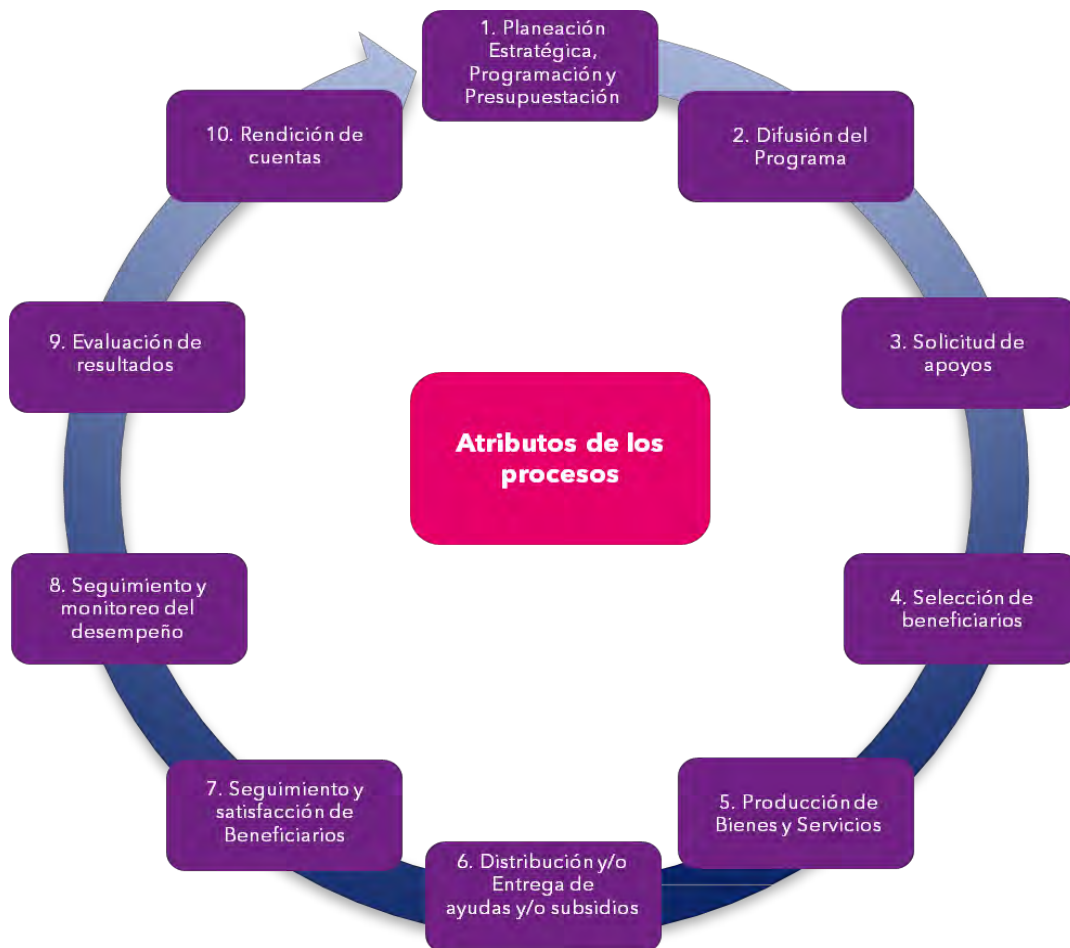 1. Planeación
Estratégica,
Programación y
Presupuestación
2. Difusión del
Programa
3. Solicitud de
apoyos
4. Selección de
beneficiarios
5. Producción de
Bienes y Servicios
6. Distribución y/o
Entrega de
ayudas y/o subsidios
7. Seguimiento y
satisfacción de
Beneficiarios
8. Seguimiento y
monitoreo del
desempeño
9. Evaluación de
resultados
10. Rendición de
cuentas
Atributos de los
procesos